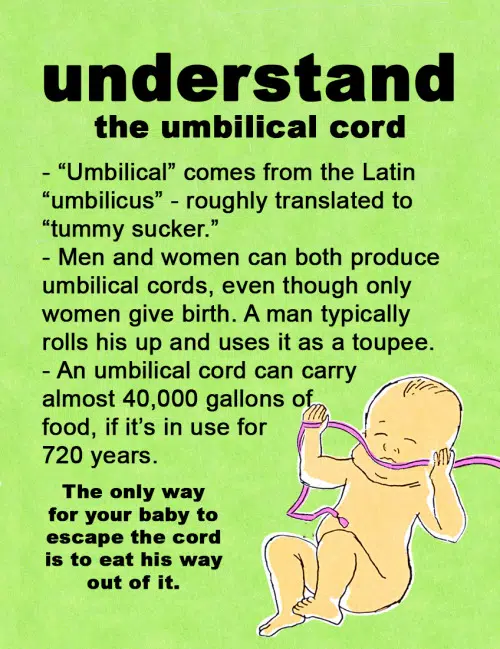 understand
the umbilical cord
- “Umbilical” comes from the Latin
“umbilicus” - roughly translated to
“tummy sucker.”
- Men and women can both produce
umbilical cords, even though only
women give birth. A man typically
rolls his up and uses it as a toupee.
- An umbilical cord can carry
almost 40,000 gallons of
food, if it’s in use for
720 years.
The only way
for your baby to
escape the cord
is to eat his way
out of it.